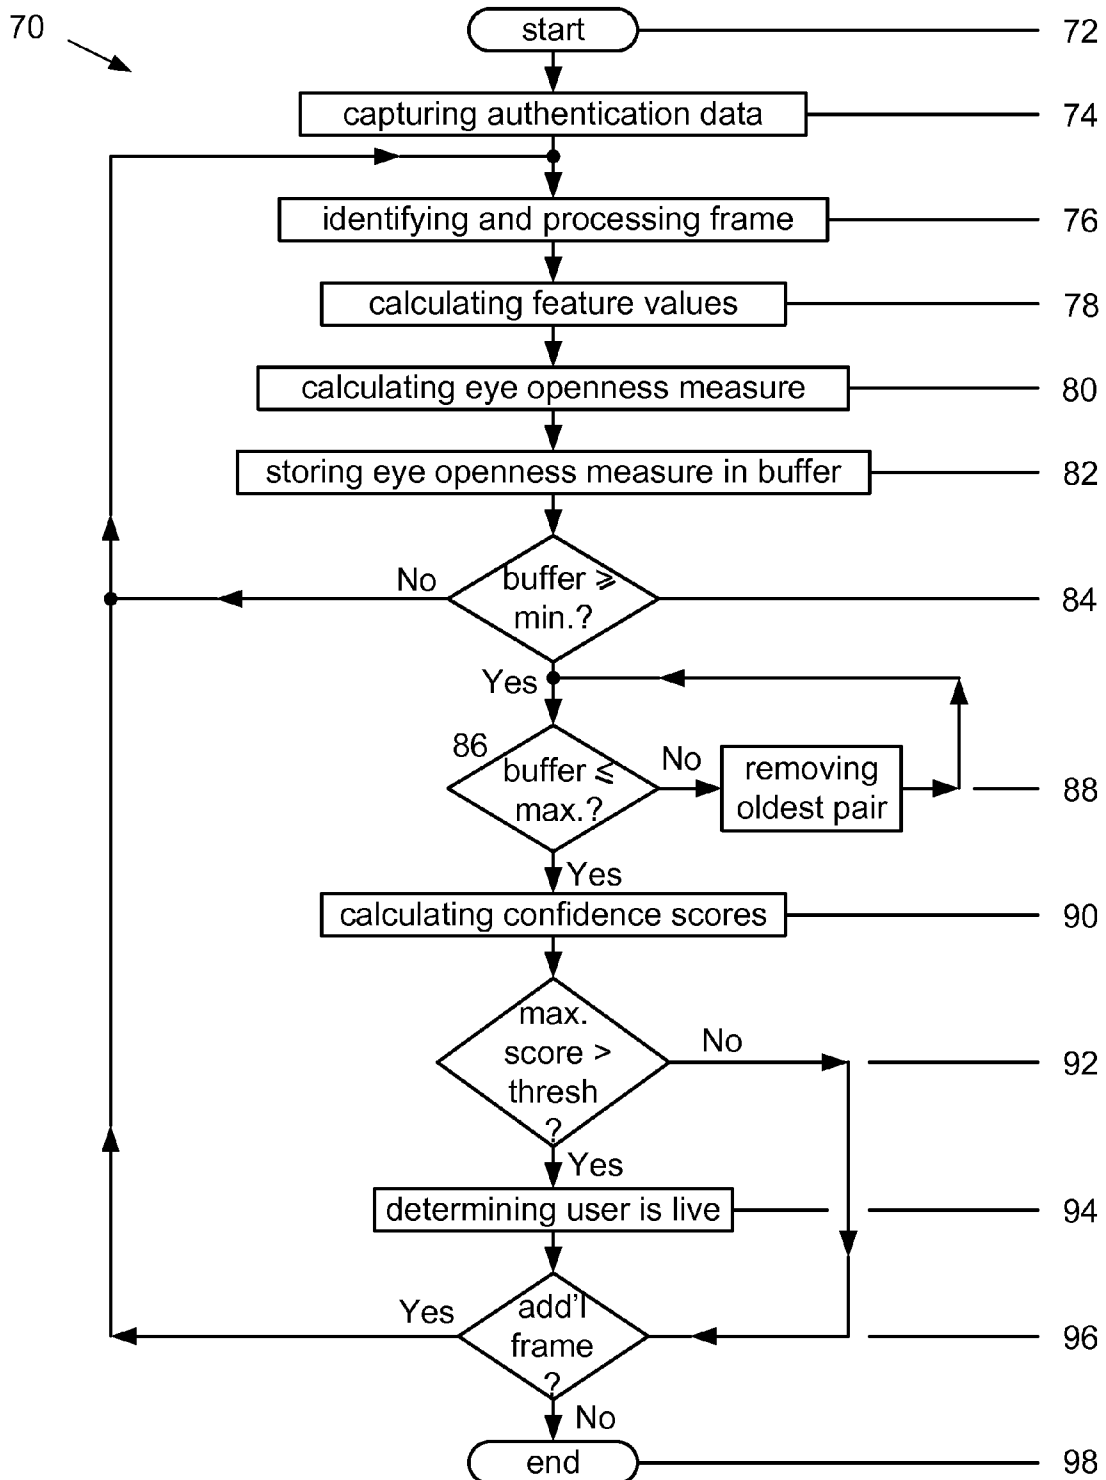 70
start
72
capturing authentication data
74
identifying and processing frame
76
calculating feature values
78
calculating eye openness measure
80
storing eye openness measure in buffer
82
No
buffer ⩾
min.?
84
Yes
86
buffer ⩽
max.?
No
removing
oldest pair
88
Yes
calculating confidence scores
90
max.
score >
thresh
?
No
92
Yes
determining user is live
94
Yes
add'l
frame
?
96
No
end
98